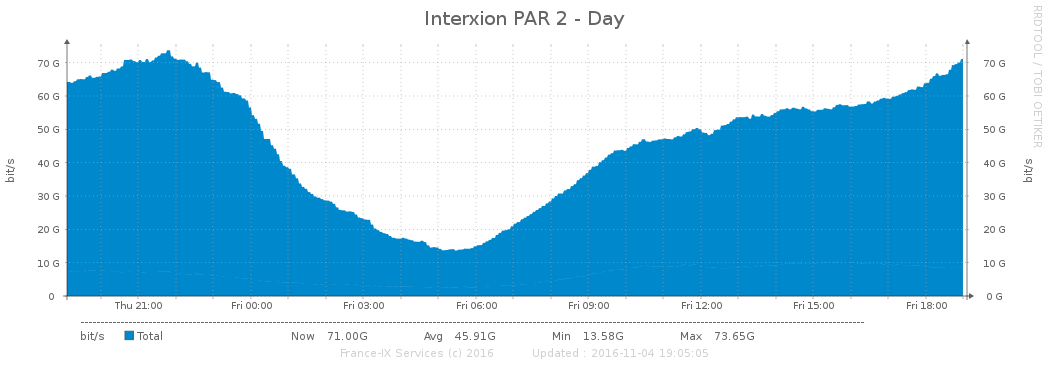 Interxion PAR 2 - Day
RRDTOOL / TOBI OETIKER
bit/s
70 G 70 G
60 G 60 G
50 G 50 G
40 G 40 G
30 G 30 G
20 G 20 G
10 G 10 G
0 0 G
bit/s
Thu 21:00 Fri 00:00 Fri 03:00 Fri 06:00 Fri 09:00 Fri 12:00 Fri 15:00 Fri 18:00
bit/s Total Now 71.00G Avg 45.91G Min 13.58G Max 73.65G
France-IX Services (c) 2016 Updated : 2016-11-04 19:05:05